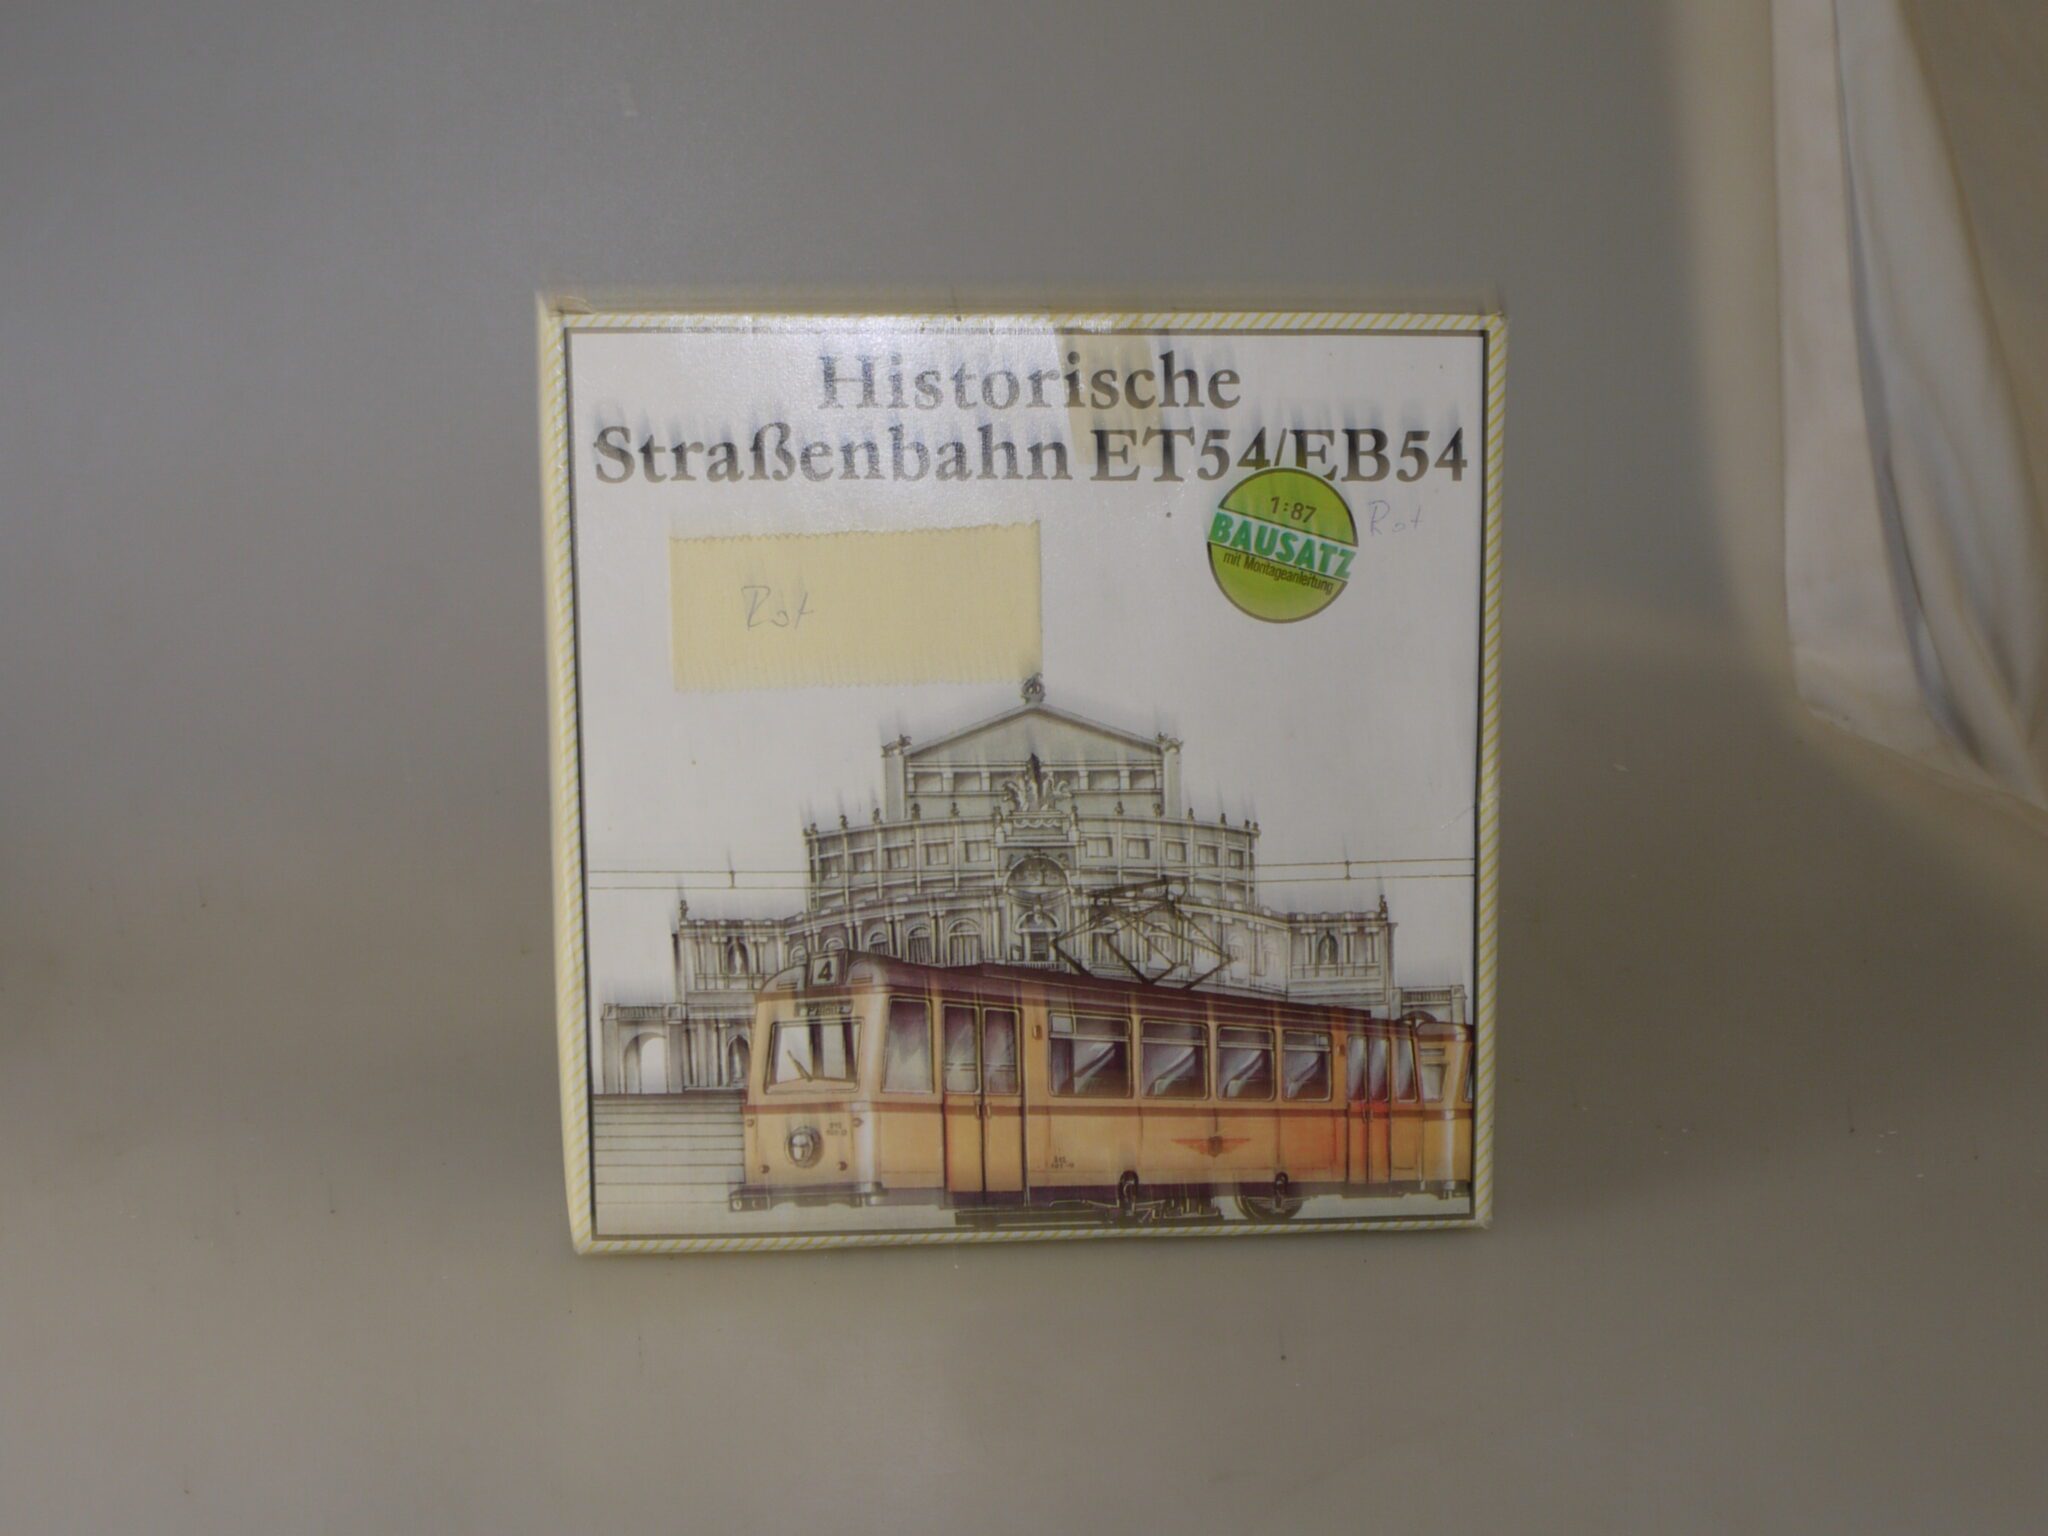 Historische
Straßenbahn ET54/EB54
1:87
BAUSATZ
mit Montageanleitung
Rot
Rot
4